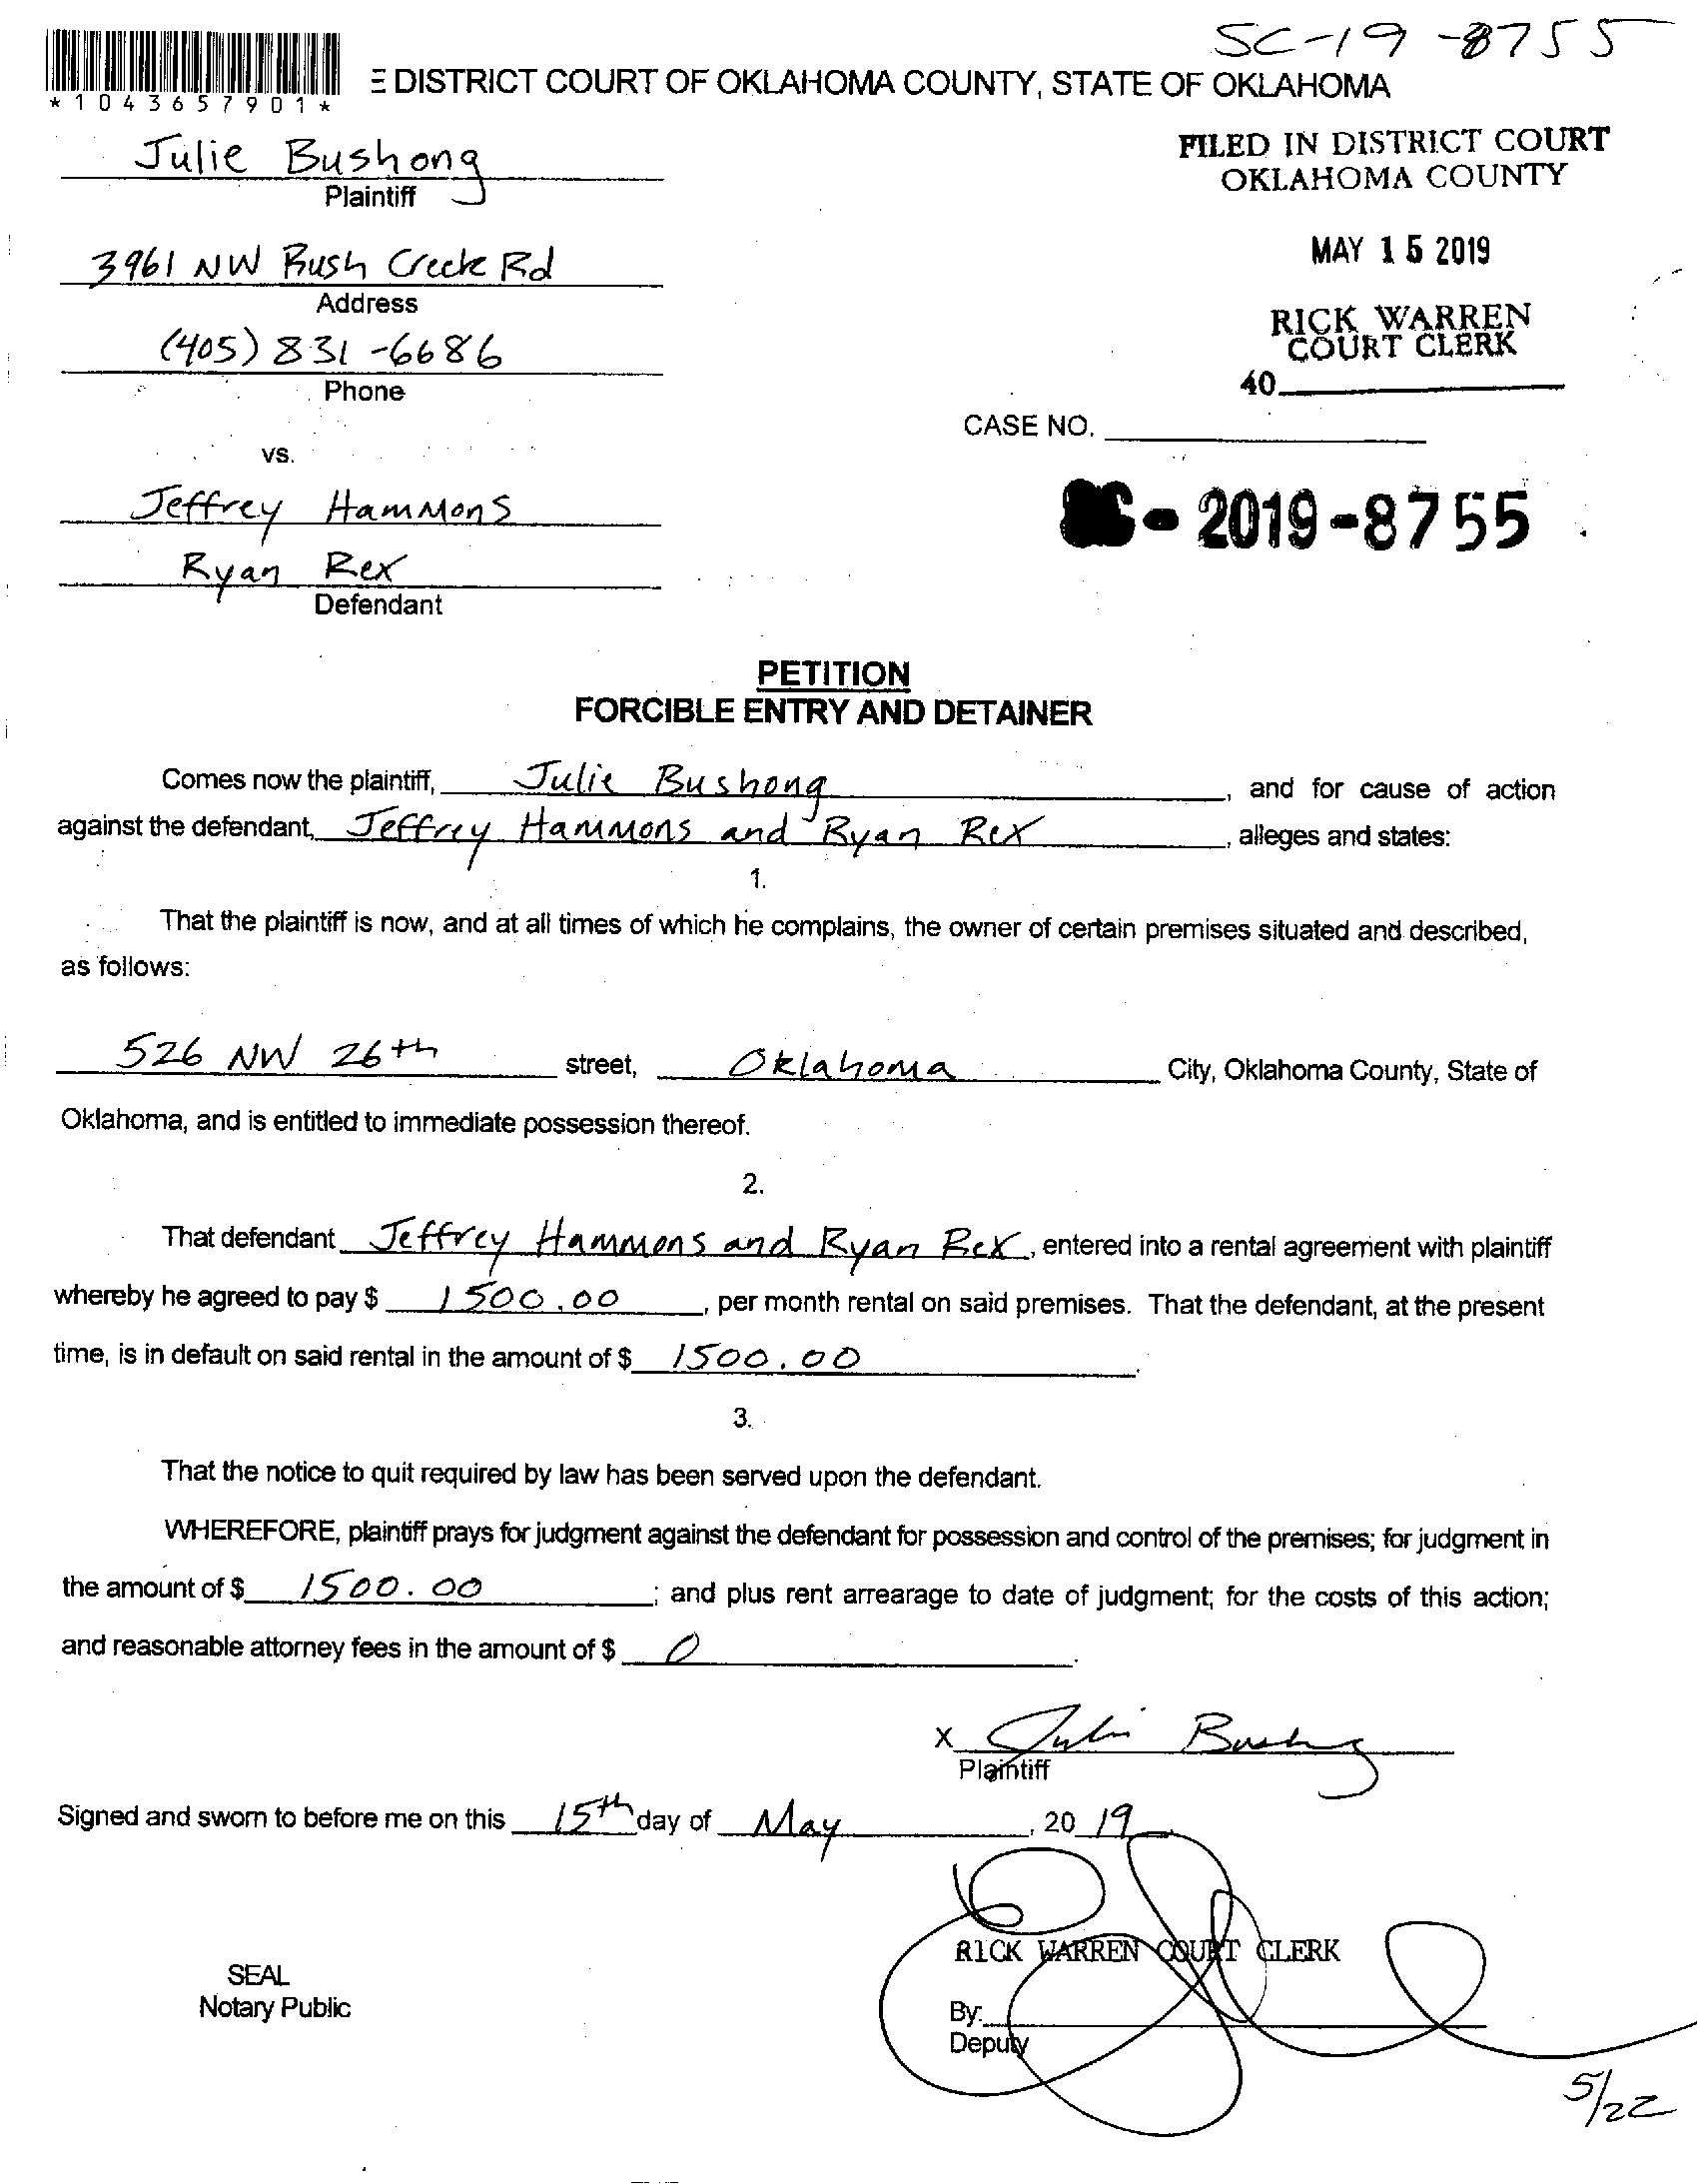 SC-19-8755
*1043657901*
E DISTRICT COURT OF OKLAHOMA COUNTY, STATE OF OKLAHOMA
Julie Bushong
Plaintiff
FILED IN DISTRICT COURT
OKLAHOMA COUNTY
3961 NW Rush Creek Rd
Address
MAY 15 2019
(405) 831-6686
Phone
RICK WARREN
COURT CLERK
40
CASE NO.
vs.
Jeffrey Hammons
Ryan Rex
Defendant
SC-2019-8755
PETITION
FORCIBLE ENTRY AND DETAINER
Comes now the plaintiff, Julie Bushong, and for cause of action
against the defendant, Jeffrey Hammons and Ryan Rex, alleges and states:
1.
That the plaintiff is now, and at all times of which he complains, the owner of certain premises situated and described,
as follows:
526 NW 26th street, Oklahoma City, Oklahoma County, State of
Oklahoma, and is entitled to immediate possession thereof.
2.
That defendant Jeffrey Hammons and Ryan Rex, entered into a rental agreement with plaintiff
whereby he agreed to pay $ 1500.00, per month rental on said premises. That the defendant, at the present
time, is in default on said rental in the amount of $ 1500.00.
3.
That the notice to quit required by law has been served upon the defendant.
WHEREFORE, plaintiff prays for judgment against the defendant for possession and control of the premises; for judgment in
the amount of $ 1500.00; and plus rent arrearage to date of judgment; for the costs of this action;
and reasonable attorney fees in the amount of $ 0.
X Julie Bushong
Plaintiff
Signed and sworn to before me on this 15th day of May, 2019
RICK WARREN COURT CLERK
SEAL
Notary Public
By:
Deputy
5/22